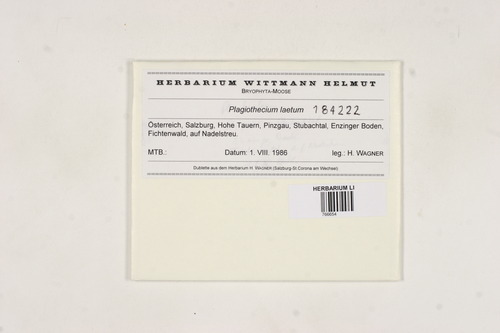 HERBARIUM WITTMANN HELMUT
BRYOPHYTA-MOOSE
Plagiothecium laetum 184222
Österreich, Salzburg, Hohe Tauern, Pinzgau, Stubachtal, Enzinger Boden,
Fichtenwald, auf Nadelstreu.
MTB.: Datum: 1. VIII. 1986 leg.: H. WAGNER
Dublette aus dem Herbarium H. WAGNER (Salzburg-St.Corona am Wechsel)
HERBARIUM LI
766654